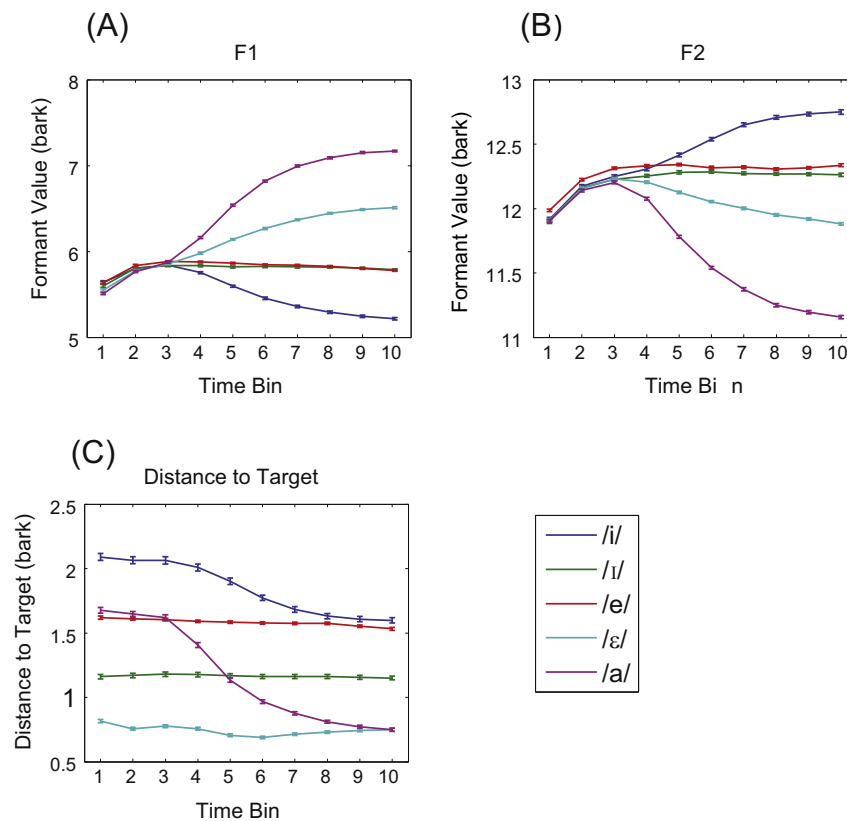 (A)
F1
Formant Value (bark)
8
7
6
5
1 2 3 4 5 6 7 8 9 10
Time Bin
(B)
F2
Formant Value (bark)
13
12.5
12
11.5
11
1 2 3 4 5 6 7 8 9 10
Time Bi n
(C)
Distance to Target
Distance to Target (bark)
2.5
2
1.5
1
0.5
1 2 3 4 5 6 7 8 9 10
Time Bin
/i/
/ɪ/
/e/
/ɛ/
/a/